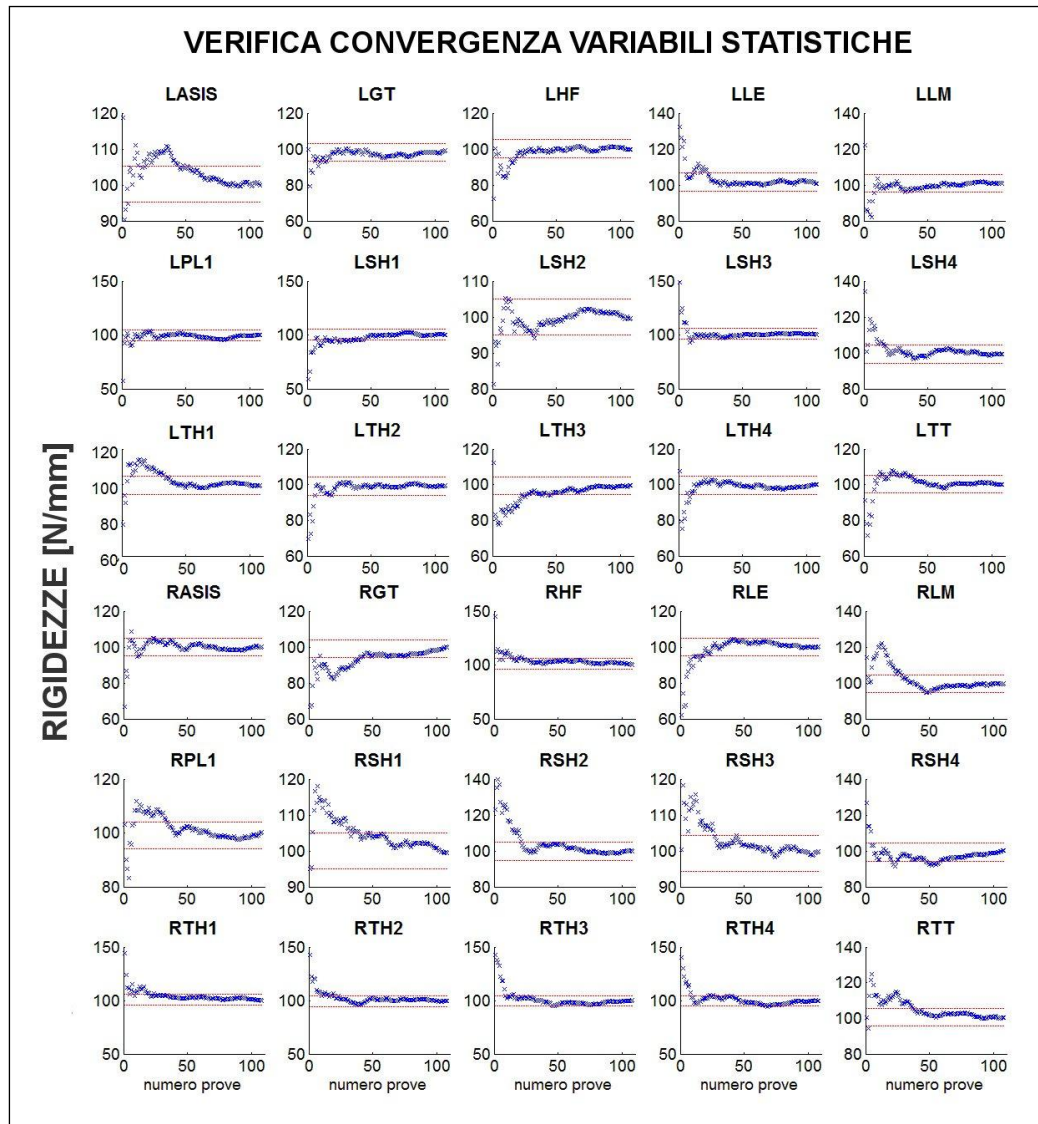 VERIFICA CONVERGENZA VARIABILI STATISTICHE
RIGIDEZZE [N/mm]
LASIS LGT LHF LLE LLM
120 120 120 140 140
110 100 100 120 120
100 80 80 100 100
90 60 60 80 80
0 50 100 0 50 100 0 50 100 0 50 100 0 50 100
LPL1 LSH1 LSH2 LSH3 LSH4
150 150 110 150 140
100 100 100 100 120
90 100
50 50 80 50 80
0 50 100 0 50 100 0 50 100 0 50 100 0 50 100
LTH1 LTH2 LTH3 LTH4 LTT
120 120 120 120 120
100 100 100 100 100
80 80 80 80 80
60 60 60 60 60
0 50 100 0 50 100 0 50 100 0 50 100 0 50 100
RASIS RGT RHF RLE RLM
120 120 150 120 140
100 100 100 100 120
80 80 80 100
60 60 50 60 80
0 50 100 0 50 100 0 50 100 0 50 100 0 50 100
RPL1 RSH1 RSH2 RSH3 RSH4
120 120 140 120 140
100 110 120 110 120
100 100 100 100
80 90 80 90 80
0 50 100 0 50 100 0 50 100 0 50 100 0 50 100
RTH1 RTH2 RTH3 RTH4 RTT
150 150 150 150 140
100 100 100 100 120
100
50 50 50 50 80
0 50 100 0 50 100 0 50 100 0 50 100 0 50 100
numero prove numero prove numero prove numero prove numero prove